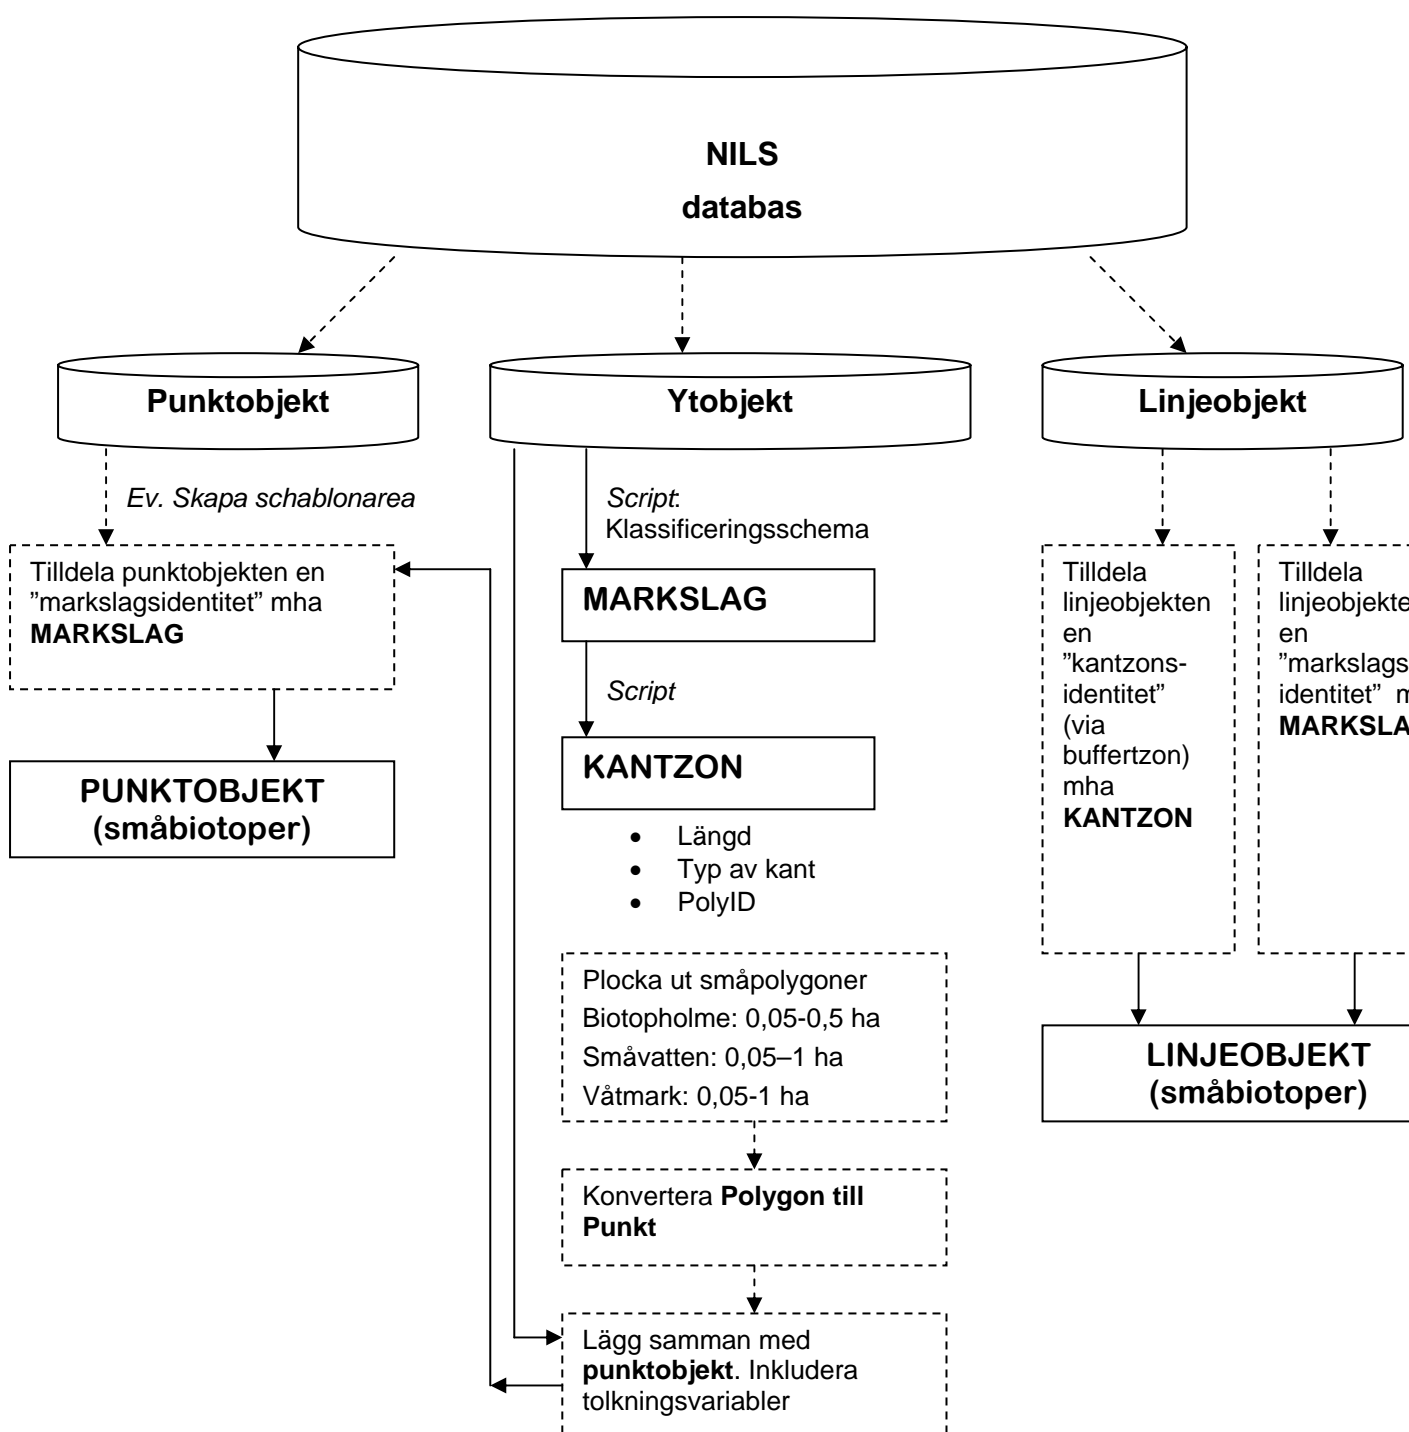 NILS
databas
Punktobjekt
Ytobjekt
Linjeobjekt
Ev. Skapa schablonarea
Script:
Klassificeringsschema
Tilldela punktobjekten en
”markslagsidentitet” mha
MARKSLAG
MARKSLAG
Script
KANTZON
PUNKTOBJEKT
(småbiotoper)
• Längd
• Typ av kant
• PolyID
Plocka ut småpolygoner
Biotopholme: 0,05-0,5 ha
Småvatten: 0,05–1 ha
Våtmark: 0,05-1 ha
Konvertera Polygon till
Punkt
Lägg samman med
punktobjekt. Inkludera
tolkningsvariabler
Tilldela
linjeobjekten
en
”kantzons-
identitet”
(via
buffertzon)
mha
KANTZON
Tilldela
linjeobjekte
en
”markslags
identitet”
MARKSLA
LINJEOBJEKT
(småbiotoper)